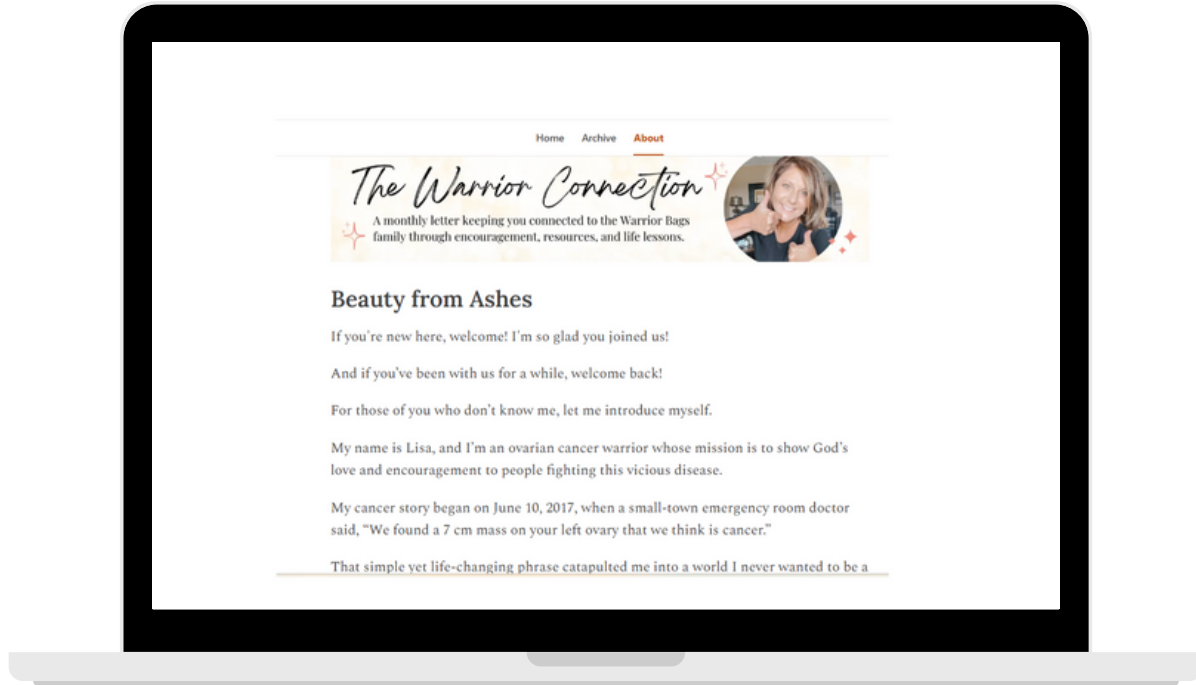 Home Archive About
The Warrior Connection
A monthly letter keeping you connected to the Warrior Bags
family through encouragement, resources, and life lessons.
Beauty from Ashes
If you're new here, welcome! I'm so glad you joined us!
And if you've been with us for a while, welcome back!
For those of you who don't know me, let me introduce myself.
My name is Lisa, and I'm an ovarian cancer warrior whose mission is to show God's
love and encouragement to people fighting this vicious disease.
My cancer story began on June 10, 2017, when a small-town emergency room doctor
said, “We found a 7 cm mass on your left ovary that we think is cancer.”
That simple yet life-changing phrase catapulted me into a world I never wanted to be a